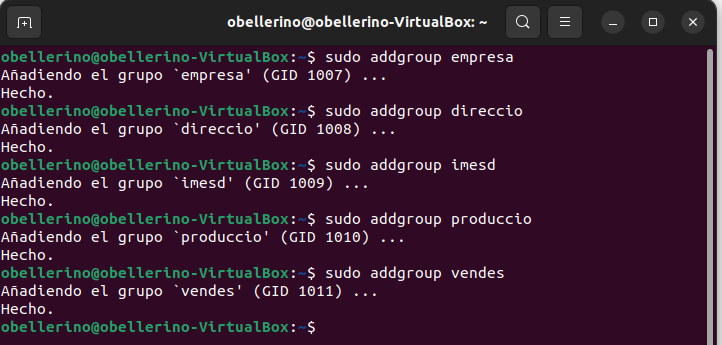 obellerino@obellerino-VirtualBox: ~
obellerino@obellerino-VirtualBox:~$ sudo addgroup empresa
Añadiendo el grupo `empresa' (GID 1007) ...
Hecho.
obellerino@obellerino-VirtualBox:~$ sudo addgroup direccio
Añadiendo el grupo `direccio' (GID 1008) ...
Hecho.
obellerino@obellerino-VirtualBox:~$ sudo addgroup imesd
Añadiendo el grupo `imesd' (GID 1009) ...
Hecho.
obellerino@obellerino-VirtualBox:~$ sudo addgroup produccio
Añadiendo el grupo `produccio' (GID 1010) ...
Hecho.
obellerino@obellerino-VirtualBox:~$ sudo addgroup vendes
Añadiendo el grupo `vendes' (GID 1011) ...
Hecho.
obellerino@obellerino-VirtualBox:~$